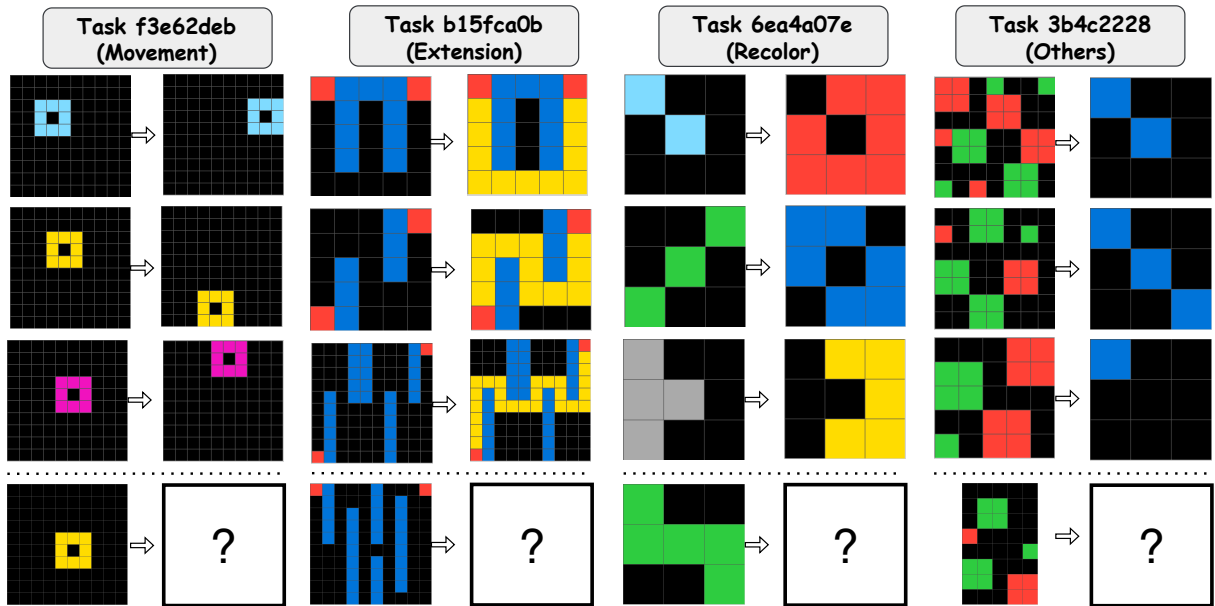 Task f3e62deb
(Movement)
Task b15fca0b
(Extension)
Task 6ea4a07e
(Recolor)
Task 3b4c2228
(Others)
?
?
?
?